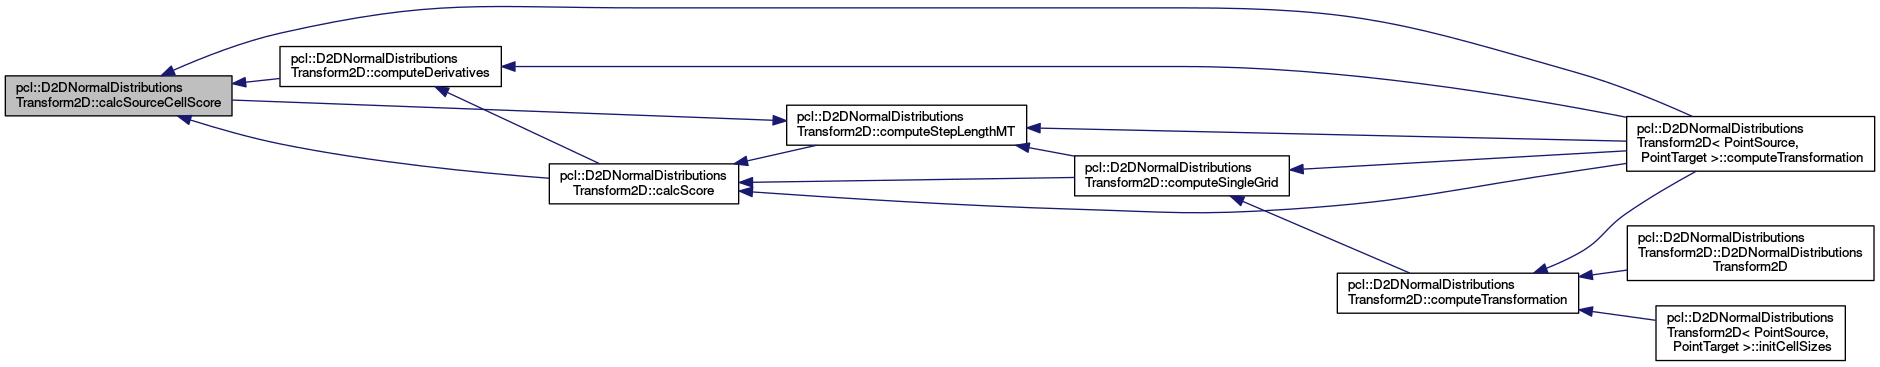 pcl::D2DNormalDistributions
Transform2D::calcSourceCellScore
pcl::D2DNormalDistributions
Transform2D::computeDerivatives
pcl::D2DNormalDistributions
Transform2D::calcScore
pcl::D2DNormalDistributions
Transform2D::computeStepLengthMT
pcl::D2DNormalDistributions
Transform2D::computeSingleGrid
pcl::D2DNormalDistributions
Transform2D::computeTransformation
pcl::D2DNormalDistributions
Transform2D< PointSource,
PointTarget >::computeTransformation
pcl::D2DNormalDistributions
Transform2D::D2DNormalDistributions
Transform2D
pcl::D2DNormalDistributions
Transform2D< PointSource,
PointTarget >::initCellSizes